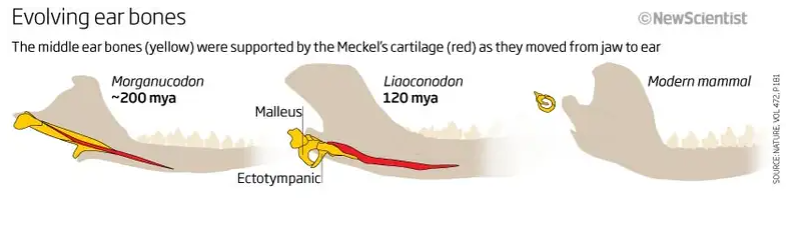 Evolving ear bones
©NewScientist
The middle ear bones (yellow) were supported by the Meckel's cartilage (red) as they moved from jaw to ear
Morganucodon
~200 mya
Liaoconodon
120 mya
Modern mammal
Malleus
Ectotympanic
SOURCE: NATURE, VOL 472, P181